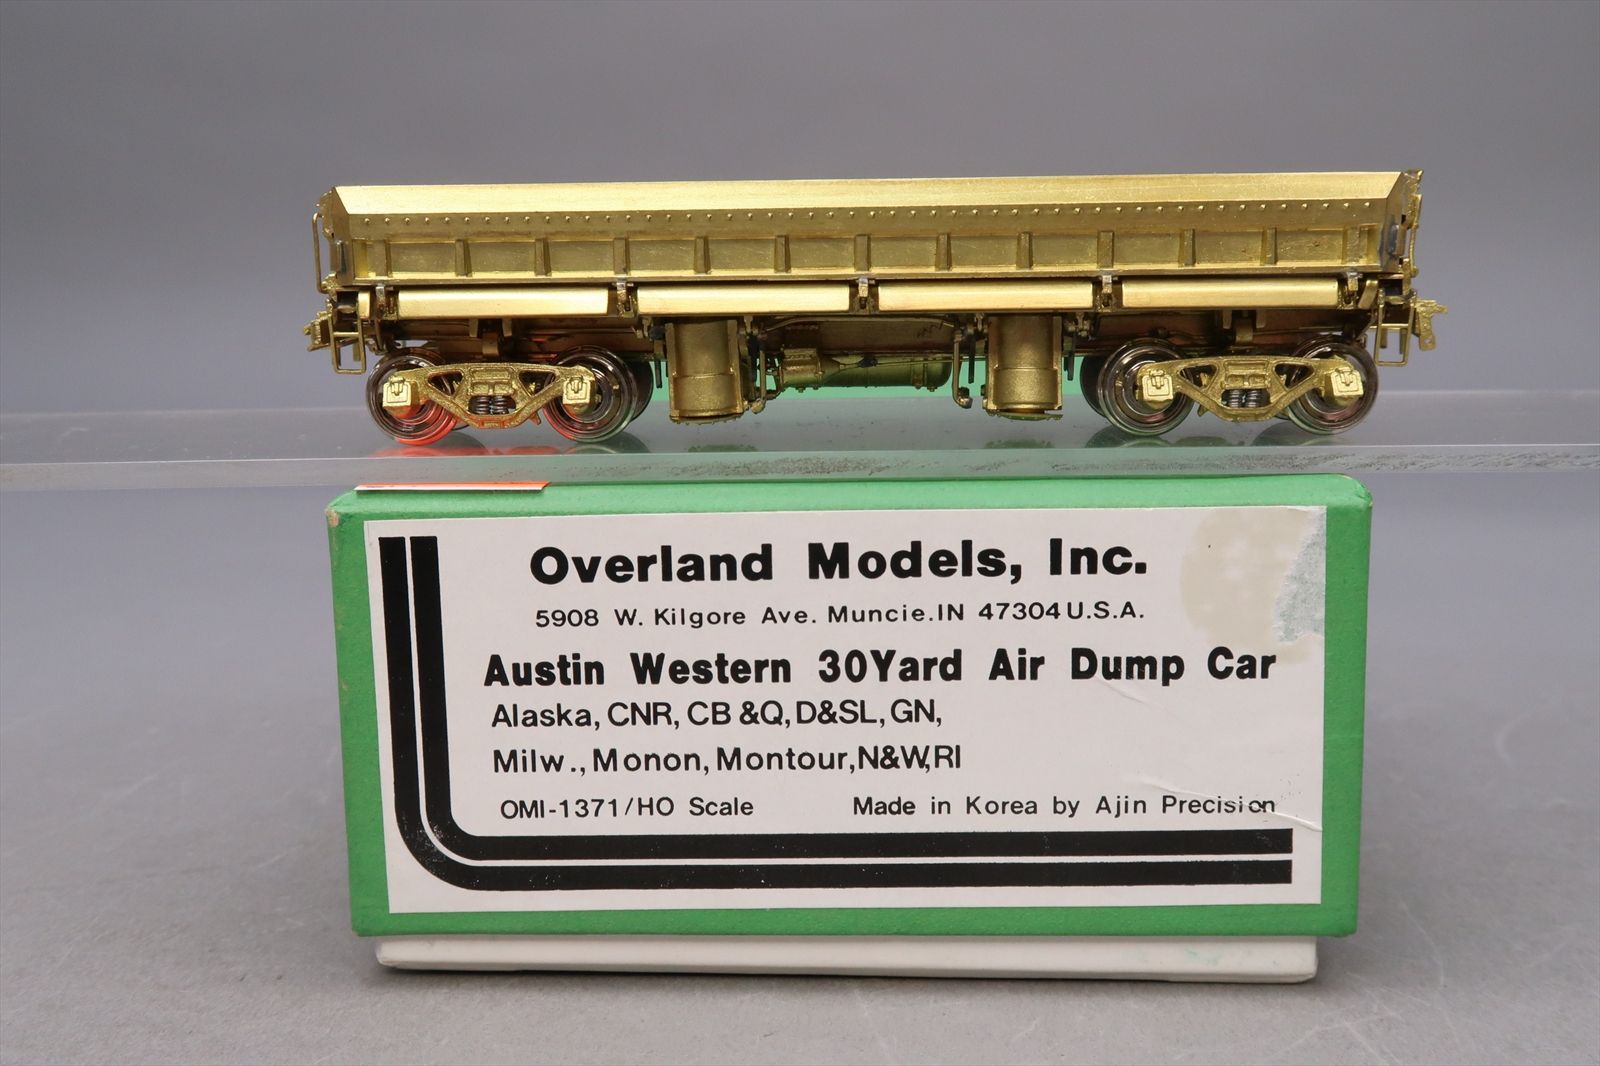 Overland Models, Inc.
5908 W. Kilgore Ave. Muncie.IN 47304 U.S.A.
Austin Western 30Yard Air Dump Car
Alaska, CNR, CB &Q, D&SL, GN,
Milw., Monon, Montour, N&W, RI
OMI-1371/HO Scale Made in Korea by Ajin Precision